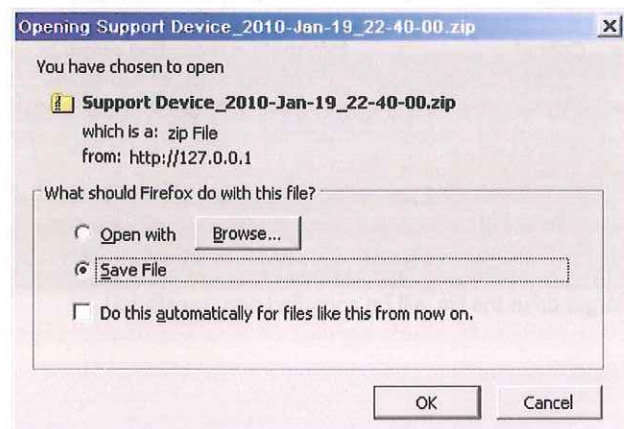 Opening Support Device_2010-Jan-19_22-40-00.zip
You have chosen to open
Support Device_2010-Jan-19_22-40-00.zip
which is a: zip File
from: http://127.0.0.1
What should Firefox do with this file?
Open with Browse...
Save File
Do this automatically for files like this from now on.
OK Cancel